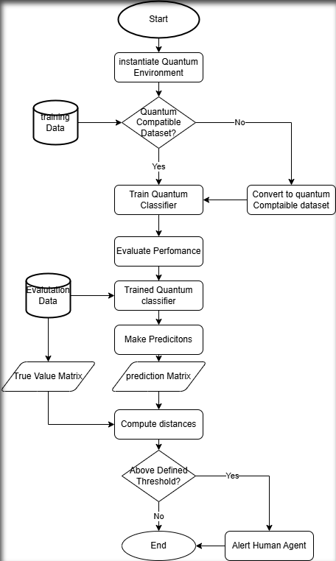 Start
instantiate Quantum
Environment
training
Data
Quantum
Compatible
Dataset?
No
Yes
Train Quantum
Classifier
Convert to quantum
Comptaible dataset
Evaluate Perfomance
Evalutation
Data
Trained Quantum
classifier
Make Predicitons
True Value Matrix
prediction Matrix
Compute distances
Above Defined
Threshold?
Yes
No
End
Alert Human Agent